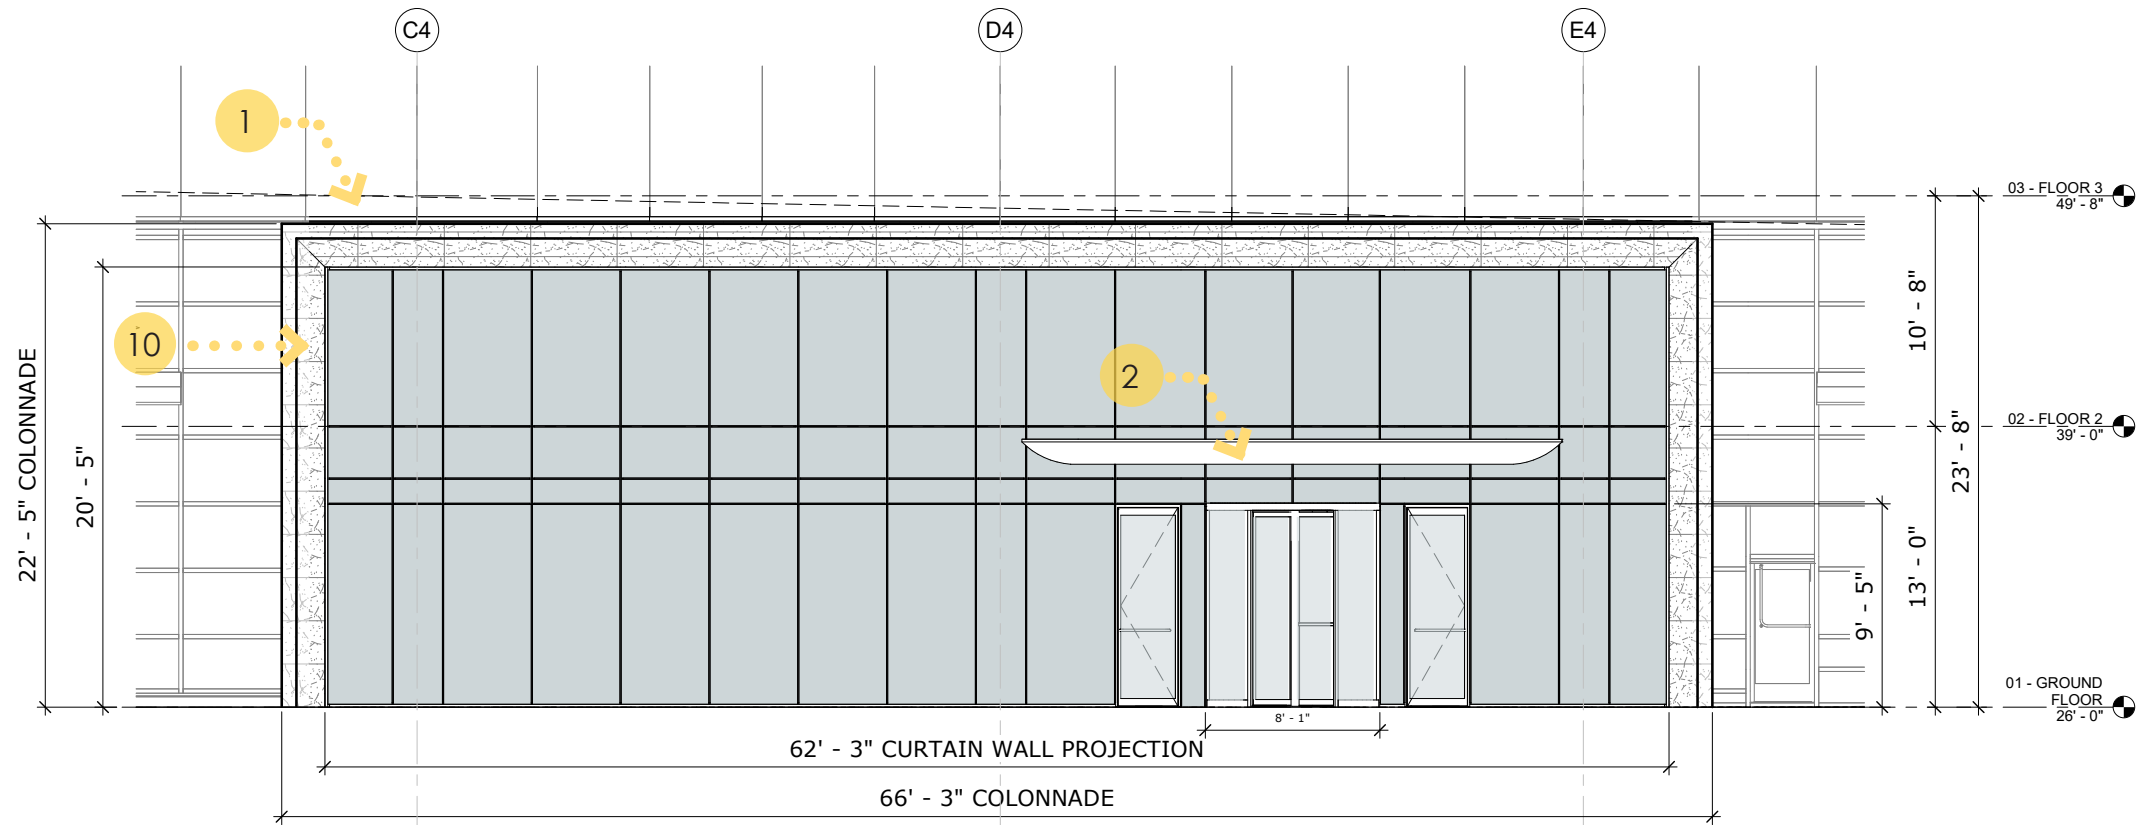 C4
D4
E4
1
03 - FLOOR 3
49' - 8"
10' - 8"
10
2
22' - 5" COLONNADE
20' - 5"
02 - FLOOR 2
39' - 0"
23' - 8"
13' - 0"
9' - 5"
01 - GROUND
FLOOR
26' - 0"
8' - 1"
62' - 3" CURTAIN WALL PROJECTION
66' - 3" COLONNADE